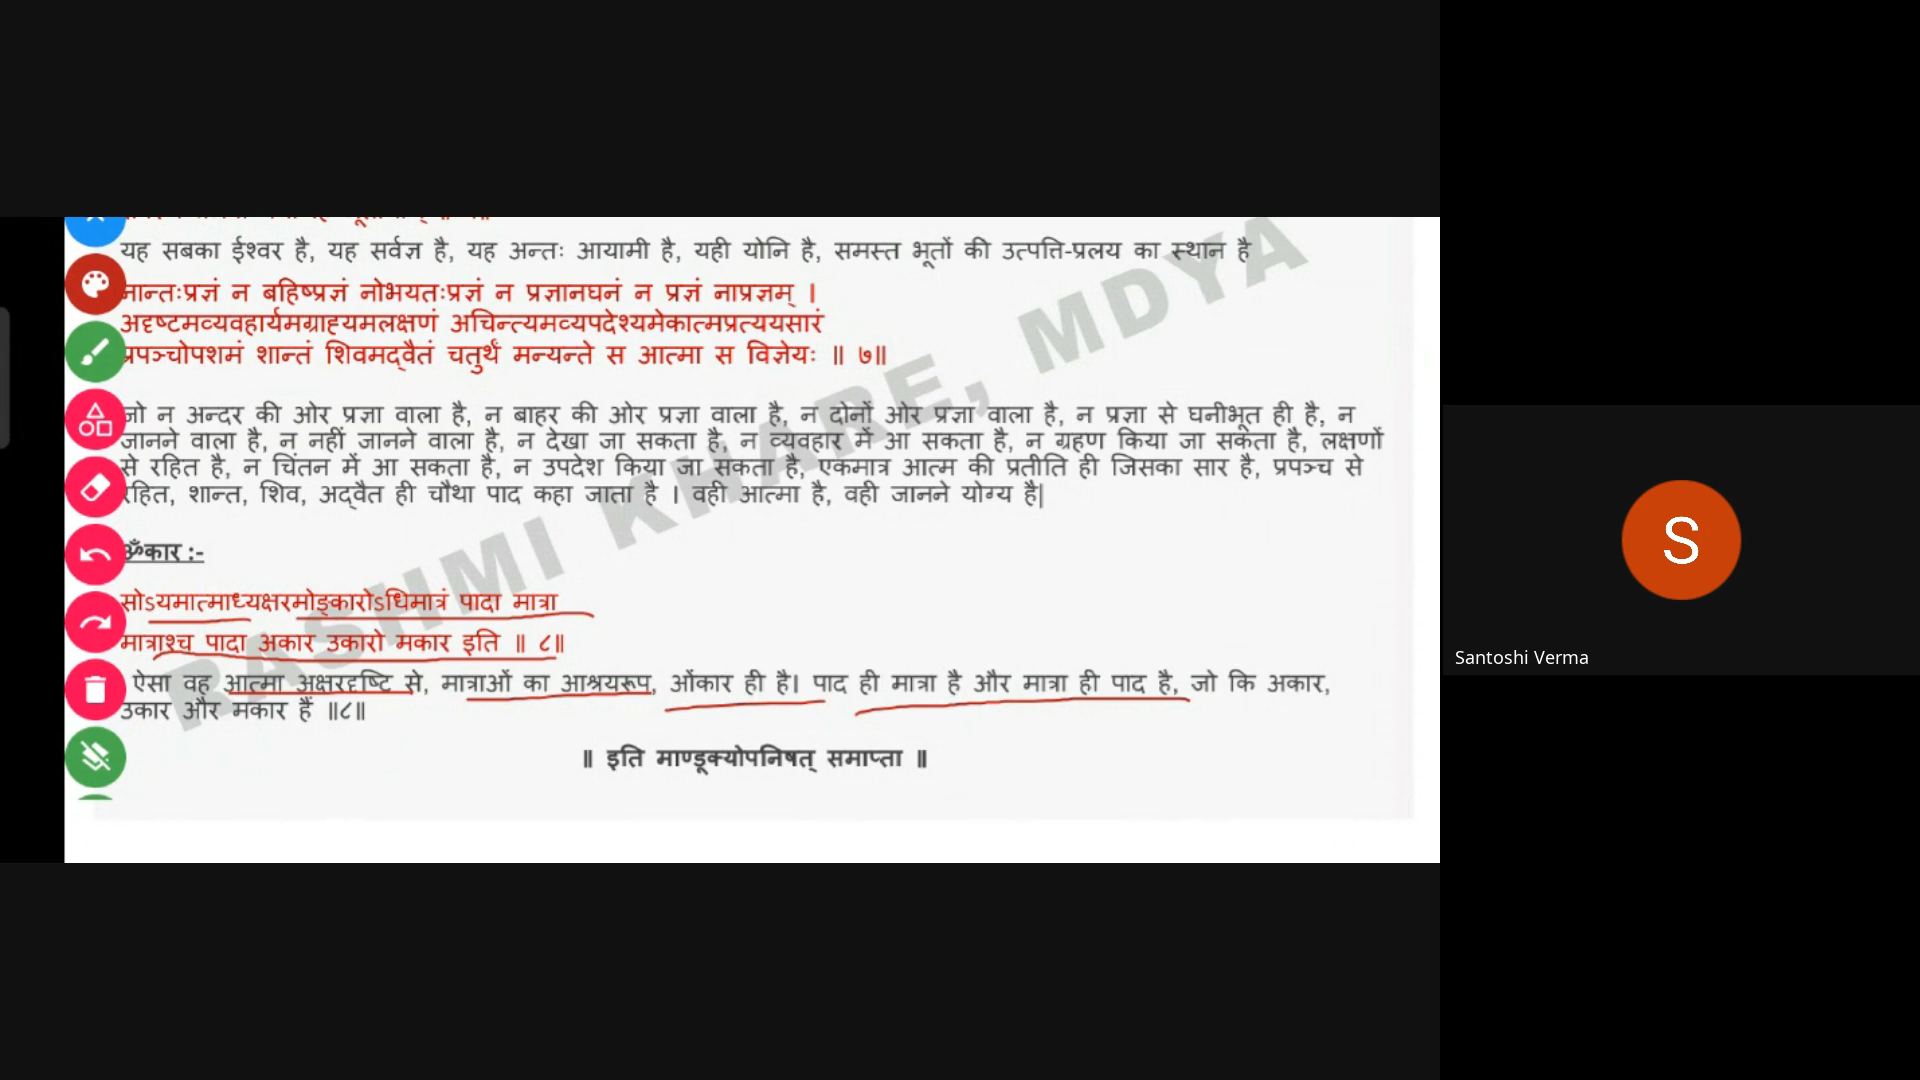 यह सबका ईश्वर है, यह सर्वज्ञ है, यह अन्तः आयामी है, यही योनि है, समस्त भूतों की उत्पत्ति-प्रलय का स्थान है
नान्तःप्रज्ञं न बहिष्प्रज्ञं नोभयतःप्रज्ञं न प्रज्ञानघनं न प्रज्ञं नाप्रज्ञम् ।
अदृष्टमव्यवहार्यमग्राह्यमलक्षणं अचिन्त्यमव्यपदेश्यमेकात्मप्रत्ययसारं
प्रपञ्चोपशमं शान्तं शिवमद्वैतं चतुर्थं मन्यन्ते स आत्मा स विज्ञेयः ॥ ७॥
जो न अन्दर की ओर प्रज्ञा वाला है, न बाहर की ओर प्रज्ञा वाला है, न दोनों ओर प्रज्ञा वाला है, न प्रज्ञा से घनीभूत ही है, न
जानने वाला है, न नहीं जानने वाला है, न देखा जा सकता है, न व्यवहार में आ सकता है, न ग्रहण किया जा सकता है, लक्षणों
से रहित है, न चिंतन में आ सकता है, न उपदेश किया जा सकता है, एकमात्र आत्म की प्रतीति ही जिसका सार है, प्रपञ्च से
रहित, शान्त, शिव, अद्वैत ही चौथा पाद कहा जाता है । वही आत्मा है, वही जानने योग्य है|
ॐकार :-
सोऽयमात्माध्यक्षरमोङ्कारोऽधिमात्रं पादा मात्रा
मात्राश्च पादा अकार उकारो मकार इति ॥ ८॥
ऐसा वह आत्मा अक्षरदृष्टि से, मात्राओं का आश्रयरूप, ओंकार ही है। पाद ही मात्रा है और मात्रा ही पाद है, जो कि अकार,
उकार और मकार हैं ॥८॥
॥ इति माण्डूक्योपनिषत् समाप्ता ॥
RASHMI KHARE, MDYA
S
Santoshi Verma